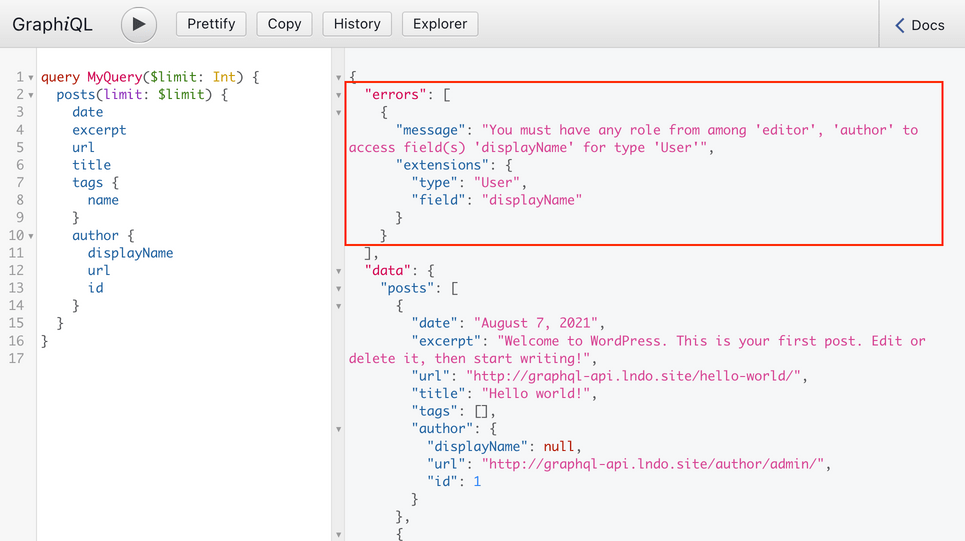 GraphiQL
Prettify
Copy
History
Explorer
Docs
1 query MyQuery($limit: Int) {
2 posts(limit: $limit) {
3 date
4 excerpt
5 url
6 title
7 tags {
8 name
9 }
10 author {
11 displayName
12 url
13 id
14 }
15 }
16 }
17
{
"errors": [
{
"message": "You must have any role from among 'editor', 'author' to
access field(s) 'displayName' for type 'User'",
"extensions": {
"type": "User",
"field": "displayName"
}
}
],
"data": {
"posts": [
{
"date": "August 7, 2021",
"excerpt": "Welcome to WordPress. This is your first post. Edit or
delete it, then start writing!",
"url": "http://graphql-api.lndo.site/hello-world/",
"title": "Hello world!",
"tags": [],
"author": {
"displayName": null,
"url": "http://graphql-api.lndo.site/author/admin/",
"id": 1
}
},
{